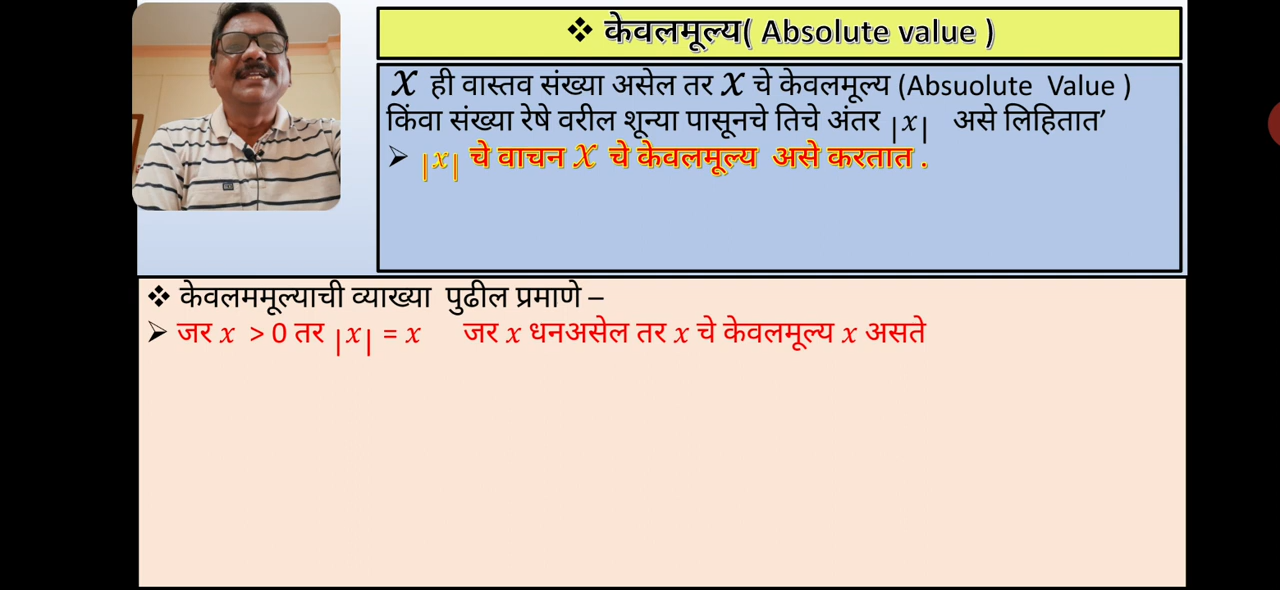 ❖ केवलमूल्य( Absolute value )
x ही वास्तव संख्या असेल तर x चे केवलमूल्य (Absuolute Value )
किंवा संख्या रेषे वरील शून्या पासूनचे तिचे अंतर |x| असे लिहितात’
➢ |x| चे वाचन x चे केवलमूल्य असे करतात .
❖ केवलममूल्याची व्याख्या पुढील प्रमाणे –
➢ जर x > 0 तर |x| = x जर x धनअसेल तर x चे केवलमूल्य x असते